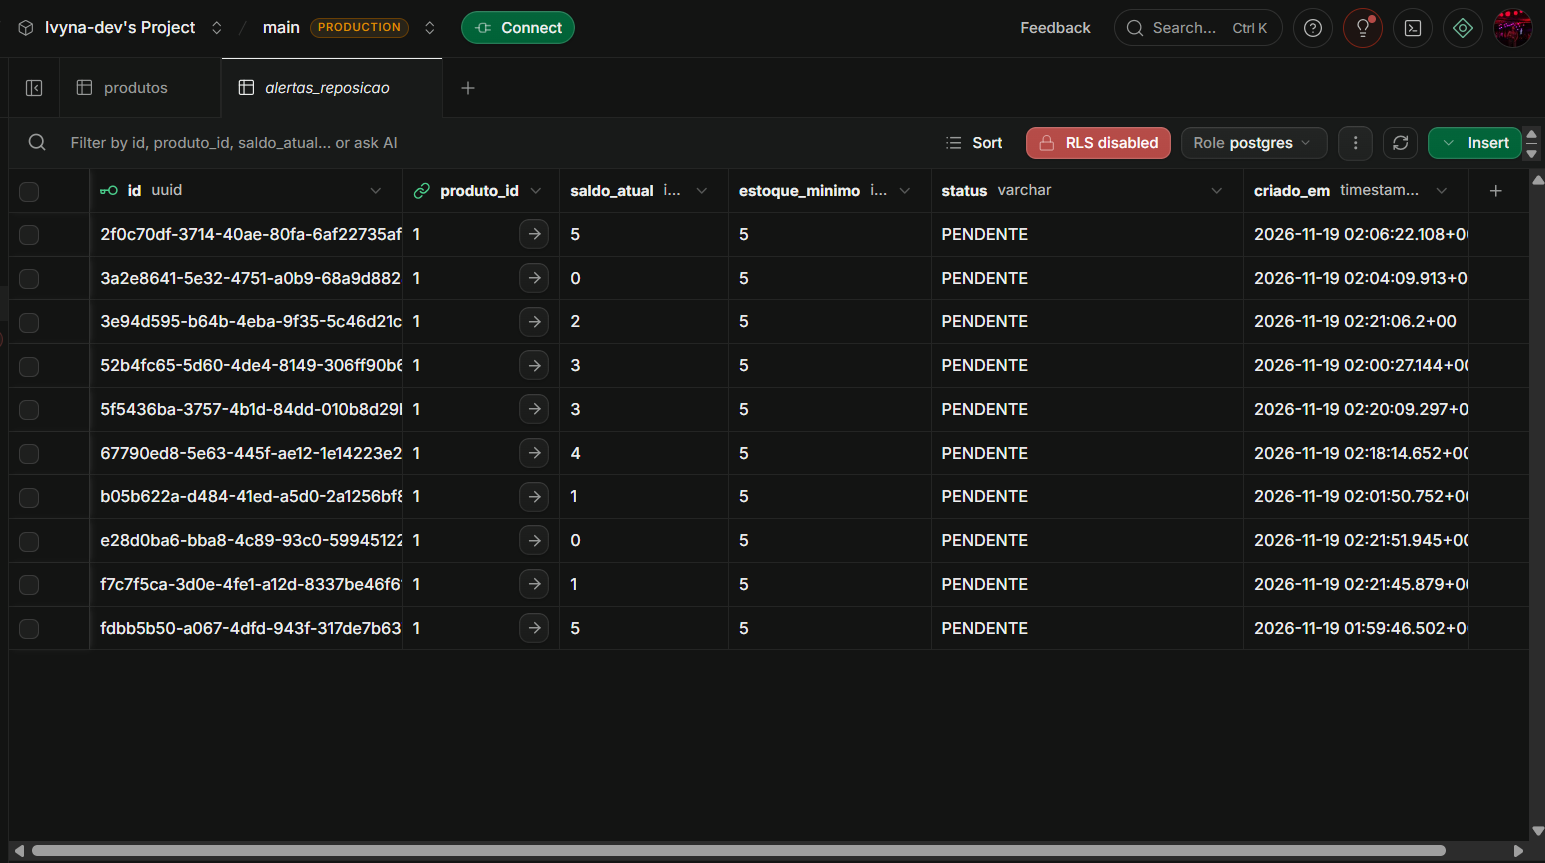 Ivyna-dev's Project / main PRODUCTION Connect Feedback Search... Ctrl K
produtos alertas_reposicao
Filter by id, produto_id, saldo_atual... or ask AI Sort RLS disabled Role postgres Insert
id uuid produto_id saldo_atual i... estoque_minimo i... status varchar criado_em timestam...
2f0c70df-3714-40ae-80fa-6af22735af 1 5 5 PENDENTE 2026-11-19 02:06:22.108+0
3a2e8641-5e32-4751-a0b9-68a9d882 1 0 5 PENDENTE 2026-11-19 02:04:09.913+0
3e94d595-b64b-4eba-9f35-5c46d21c 1 2 5 PENDENTE 2026-11-19 02:21:06.2+00
52b4fc65-5d60-4de4-8149-306ff90b6 1 3 5 PENDENTE 2026-11-19 02:00:27.144+0
5f5436ba-3757-4b1d-84dd-010b8d29 1 3 5 PENDENTE 2026-11-19 02:20:09.297+0
67790ed8-5e63-445f-ae12-1e14223e2 1 4 5 PENDENTE 2026-11-19 02:18:14.652+0
b05b622a-d484-41ed-a5d0-2a1256bf8 1 1 5 PENDENTE 2026-11-19 02:01:50.752+0
e28d0ba6-bba8-4c89-93c0-59945122 1 0 5 PENDENTE 2026-11-19 02:21:51.945+0
f7c7f5ca-3d0e-4fe1-a12d-8337be46f6 1 1 5 PENDENTE 2026-11-19 02:21:45.879+0
fdbb5b50-a067-4dfd-943f-317de7b63 1 5 5 PENDENTE 2026-11-19 01:59:46.502+0